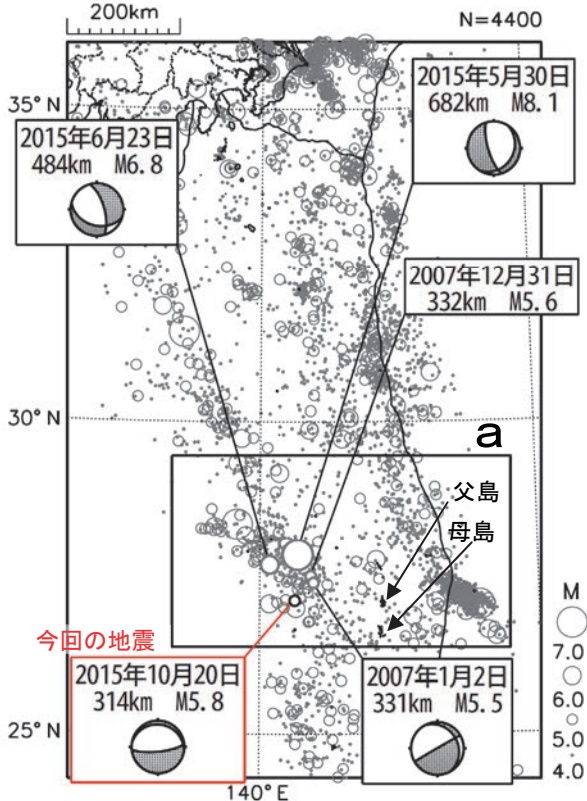 200km
N=4400
2015年5月30日
682km M8.1
35°N
2015年6月23日
484km M6.8
2007年12月31日
332km M5.6
30°N
a
父島
母島
今回の地震
M
7.0
6.0
5.0
4.0
2015年10月20日
314km M5.8
2007年1月2日
331km M5.5
25°N
140°E